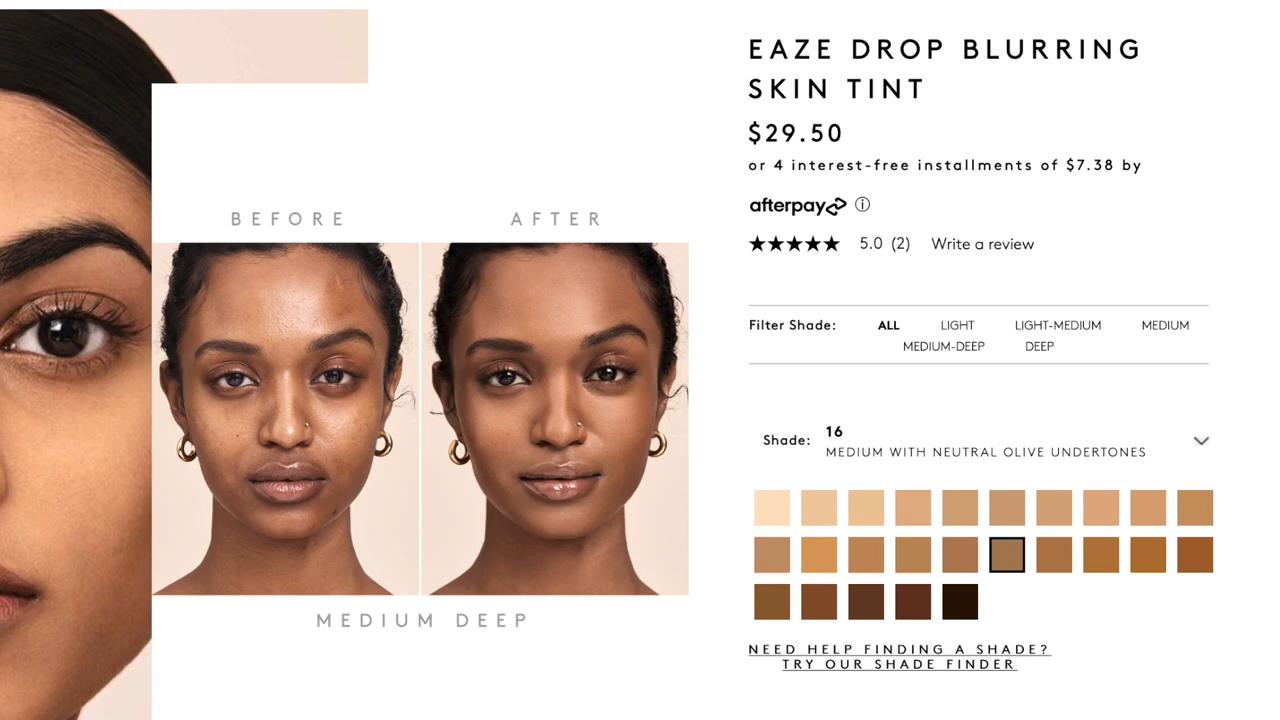 BEFORE
AFTER
MEDIUM DEEP
EAZE DROP BLURRING
SKIN TINT
$29.50
or 4 interest-free installments of $7.38 by
afterpay
★★★★★ 5.0 (2) Write a review
Filter Shade: ALL LIGHT LIGHT-MEDIUM MEDIUM
MEDIUM-DEEP DEEP
Shade: 16
MEDIUM WITH NEUTRAL OLIVE UNDERTONES
NEED HELP FINDING A SHADE?
TRY OUR SHADE FINDER